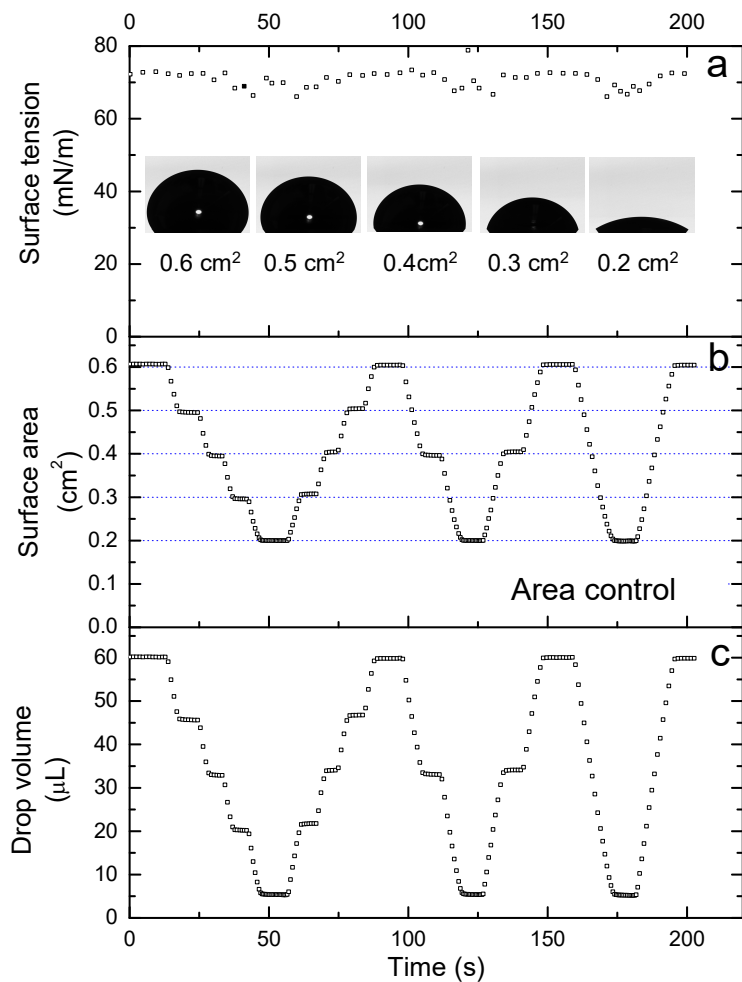 0 50 100 150 200
80
60
40
20
0
Surface tension
(mN/m)
a
0.6 cm²
0.5 cm²
0.4cm²
0.3 cm²
0.2 cm²
0.6
0.5
0.4
0.3
0.2
0.1
0.0
Surface area
(cm²)
b
Area control
60
50
40
30
20
10
0
Drop volume
(μL)
c
0 50 100 150 200
Time (s)